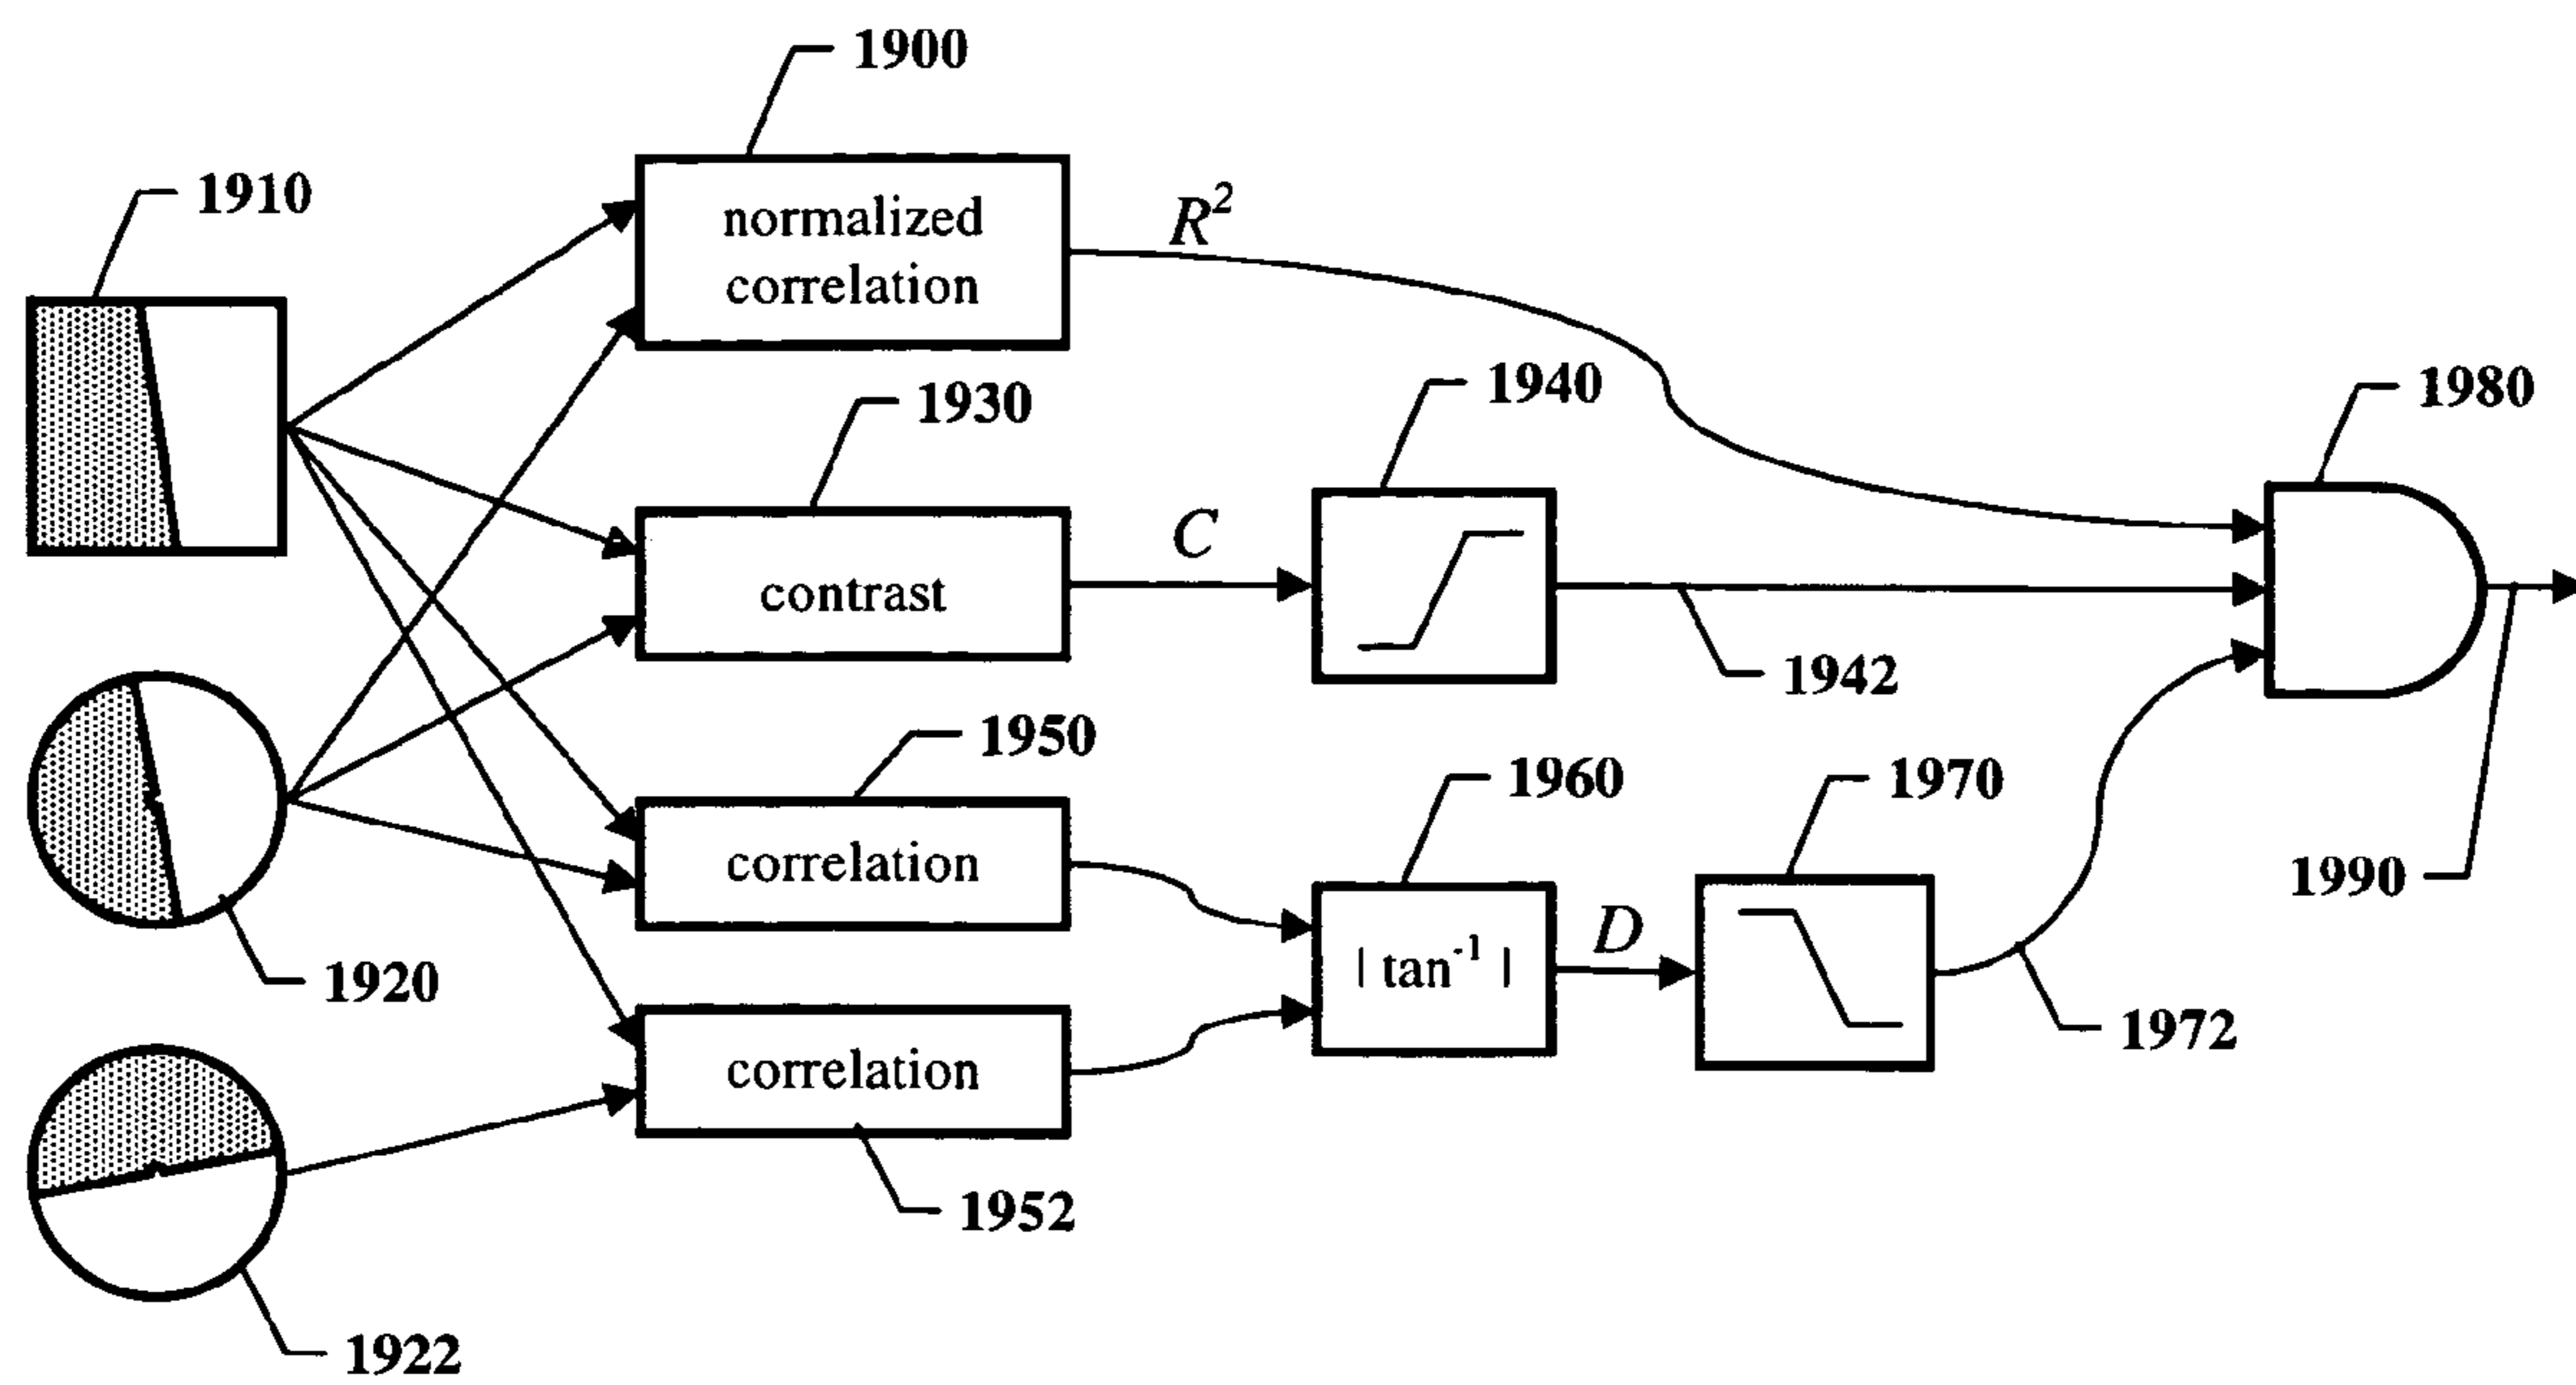 1900
1910
normalized
correlation
R²
1930
1940
1980
contrast
C
1942
1950
1960
1970
correlation
| tan⁻¹ |
D
1990
1920
1972
correlation
1952
1922